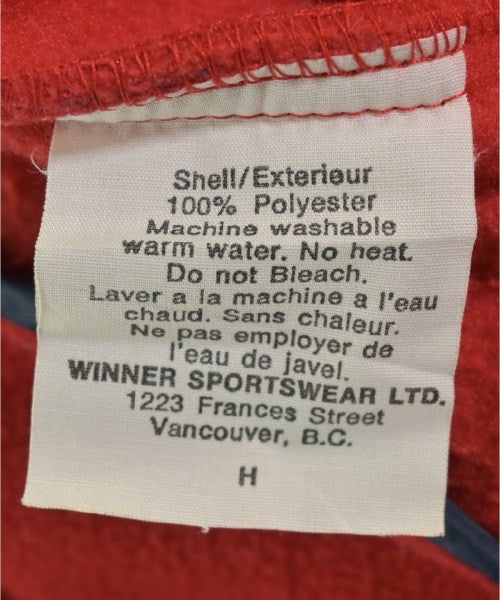 Shell/Exterieur
100% Polyester
Machine washable
warm water. No heat.
Do not Bleach.
Laver a la machine a l'eau
chaud. Sans chaleur.
Ne pas employer de
l'eau de javel.
WINNER SPORTSWEAR LTD.
1223 Frances Street
Vancouver, B.C.
H